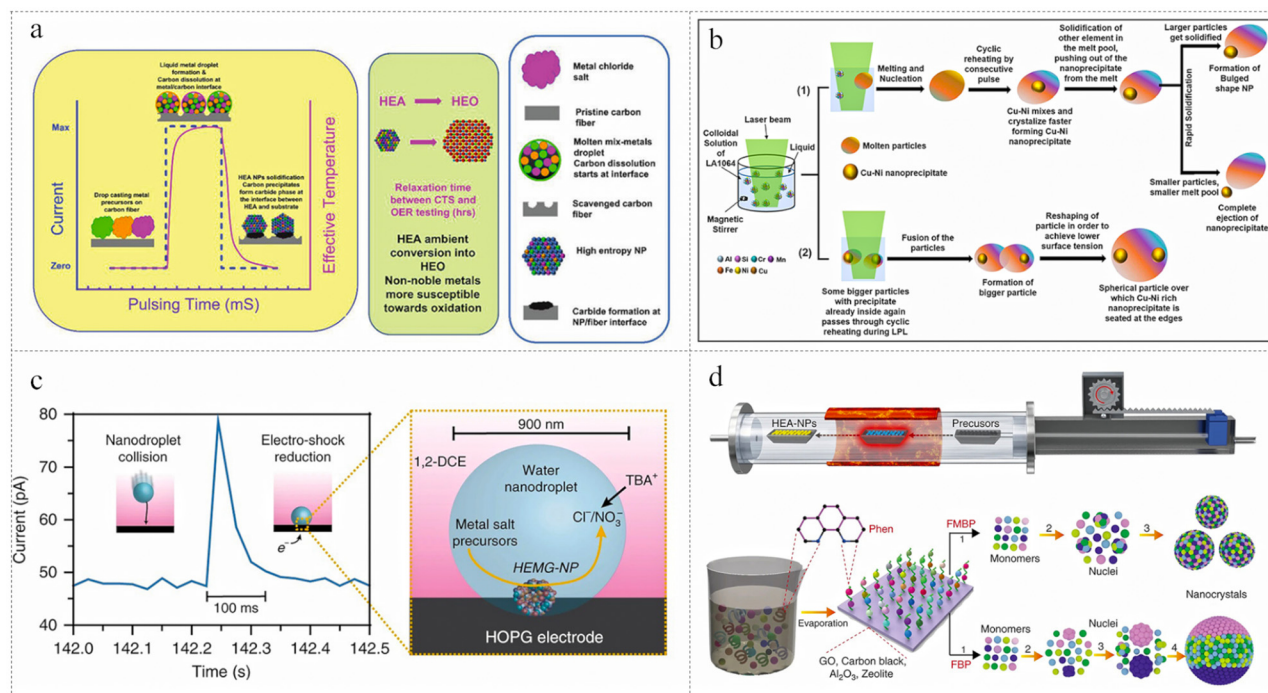 a
Liquid metal droplet
formation &
Carbon dissolution at
metal/carbon interface
Max
Current
Zero
Drop casting metal
precursors on
carbon fiber
HEA NPs solidification
Carbon precipitates
form carbide phase at
the interface between
HEA and substrate
Effective Temperature
Pulsing Time (mS)
HEA
HEO
Relaxation time
between CTS and
OER testing (hrs)
HEA ambient
conversion into
HEO
Non-noble metals
more susceptible
towards oxidation
Metal chloride
salt
Pristine carbon
fiber
Molten mix-metals
droplet
Carbon dissolution
starts at interface
Scavenged carbon
fiber
High entropy NP
Carbide formation at
NP/fiber interface
b
Colloidal
Solution of
LA1064
Laser beam
Liquid
Magnetic
Stirrer
Al Si Cr Mn
Fe Ni Cu
(1)
Melting and
Nucleation
Cyclic
reheating by
consecutive
pulse
Cu-Ni mixes and
crystalize faster
forming Cu-Ni
nanoprecipitate
Solidification of
other element in
the melt pool,
pushing out of the
nanoprecipitate
from the melt
Rapid Solidification
Larger particles
get solidified
Formation of
Bulged
shape NP
Smaller particles,
smaller melt pool
Complete
ejection of
nanoprecipitate
Molten particles
Cu-Ni nanoprecipitate
(2)
Some bigger particles
with precipitate
already inside again
passes through cyclic
reheating during LPL
Fusion of the
particles
Formation of
bigger particle
Reshaping of
particle in order to
achieve lower
surface tension
Spherical particle over
which Cu-Ni rich
nanoprecipitate is
seated at the edges
c
Current (pA)
80
70
60
50
40
Nanodroplet
collision
Electro-shock
reduction
e⁻
100 ms
142.0 142.1 142.2 142.3 142.4 142.5
Time (s)
900 nm
1,2-DCE
Water
nanodroplet
TBA⁺
Cl⁻/NO₃⁻
Metal salt
precursors
HEMG-NP
HOPG electrode
d
HEA-NPs
Precusors
Phen
Evaporation
GO, Carbon black,
Al₂O₃, Zeolite
FMBP
1
Monomers
2
Nuclei
3
Nanocrystals
1
FBP
Monomers
2
Nuclei
3
4